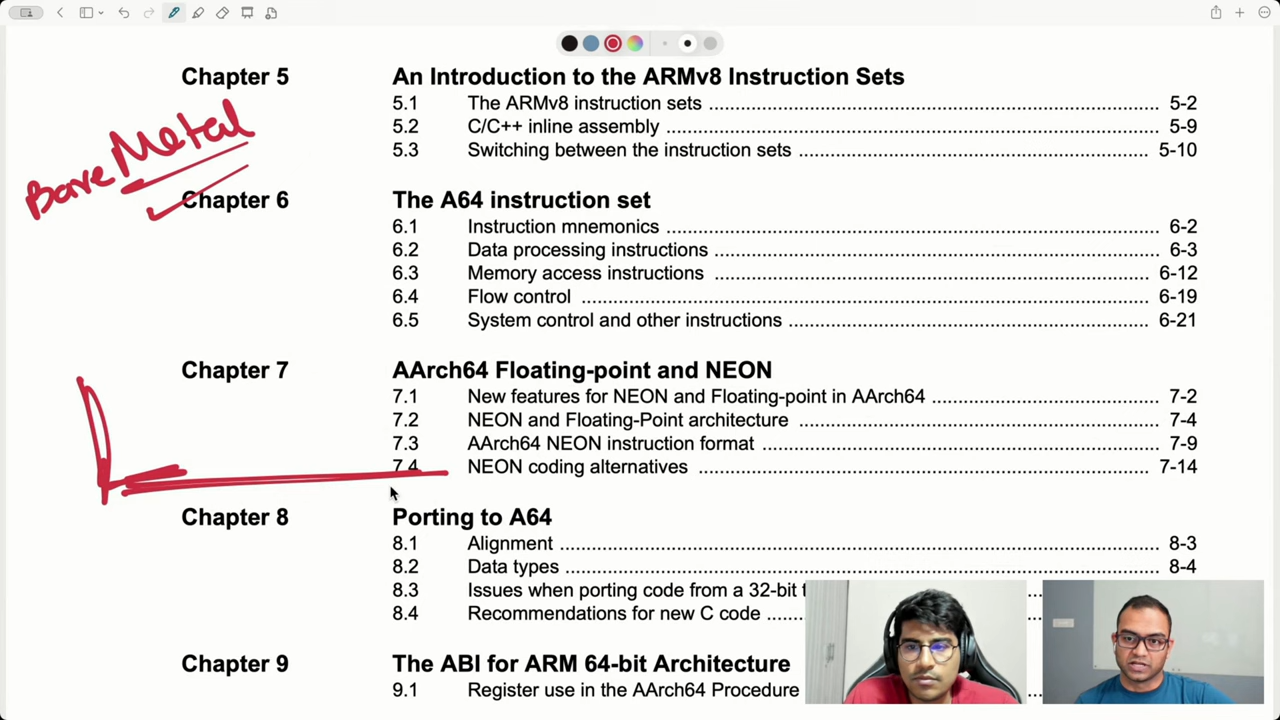 Chapter 5 An Introduction to the ARMv8 Instruction Sets
5.1 The ARMv8 instruction sets ........................................ 5-2
5.2 C/C++ inline assembly ........................................ 5-9
5.3 Switching between the instruction sets ........................................ 5-10
Bare Metal
Chapter 6 The A64 instruction set
6.1 Instruction mnemonics ........................................ 6-2
6.2 Data processing instructions ........................................ 6-3
6.3 Memory access instructions ........................................ 6-12
6.4 Flow control ........................................ 6-19
6.5 System control and other instructions ........................................ 6-21
Chapter 7 AArch64 Floating-point and NEON
7.1 New features for NEON and Floating-point in AArch64 ........................................ 7-2
7.2 NEON and Floating-Point architecture ........................................ 7-4
7.3 AArch64 NEON instruction format ........................................ 7-9
7.4 NEON coding alternatives ........................................ 7-14
Chapter 8 Porting to A64
8.1 Alignment ........................................ 8-3
8.2 Data types ........................................ 8-4
8.3 Issues when porting code from a 32-bit
8.4 Recommendations for new C code ........
Chapter 9 The ABI for ARM 64-bit Architecture
9.1 Register use in the AArch64 Procedure